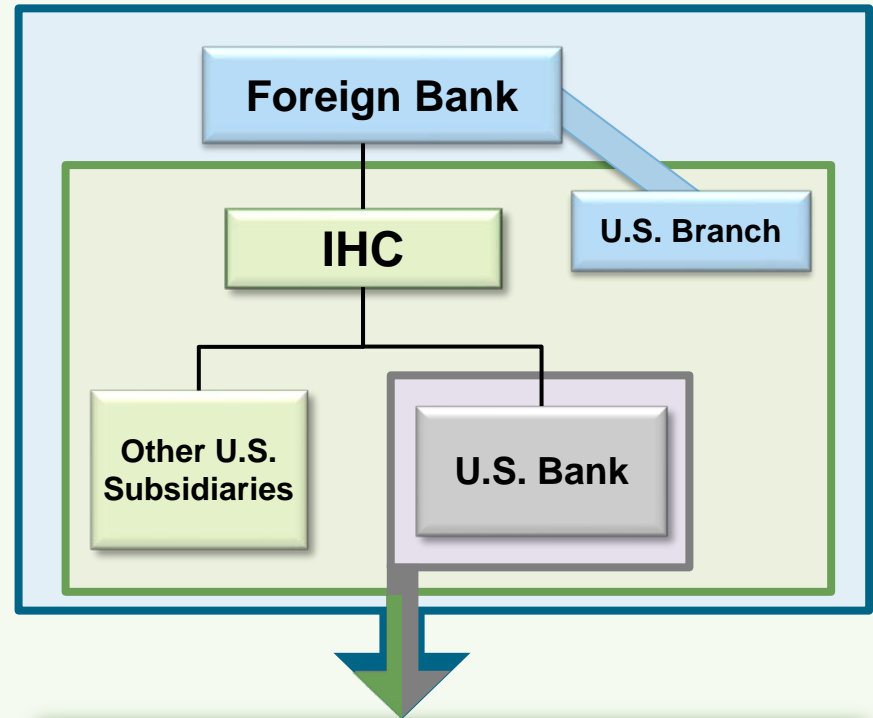 Foreign Bank
U.S. Branch
IHC
Other U.S.
Subsidiaries
U.S. Bank